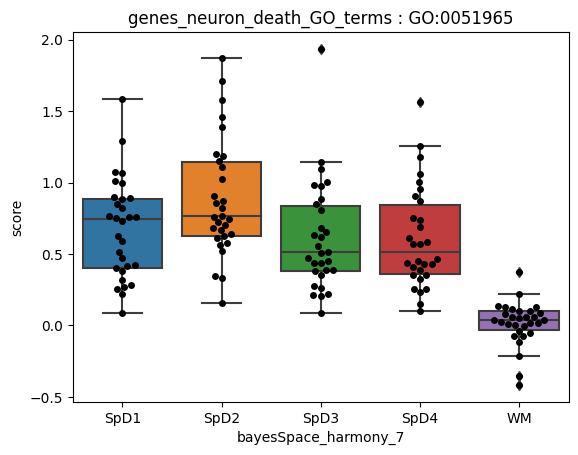 genes_neuron_death_GO_terms : GO:0051965
score
2.0
1.5
1.0
0.5
0.0
−0.5
SpD1 SpD2 SpD3 SpD4 WM
bayesSpace_harmony_7